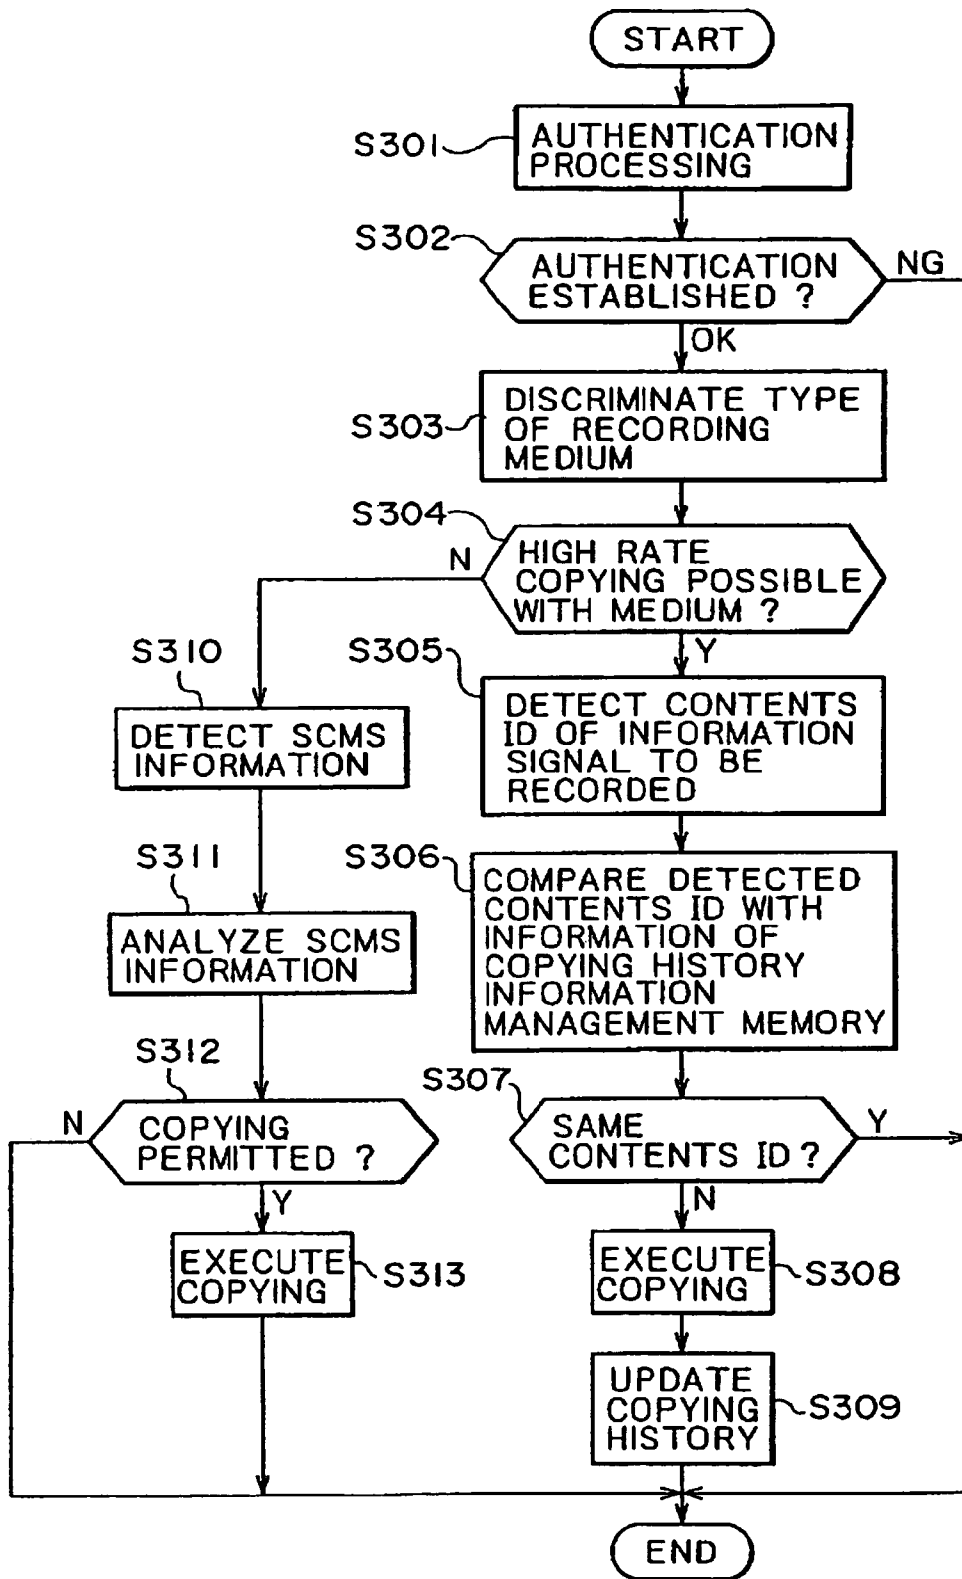 START
S301
AUTHENTICATION
PROCESSING
S302
AUTHENTICATION
ESTABLISHED ?
NG
OK
S303
DISCRIMINATE TYPE
OF RECORDING
MEDIUM
S304
N
HIGH RATE
COPYING POSSIBLE
WITH MEDIUM ?
Y
S310
DETECT SCMS
INFORMATION
S305
DETECT CONTENTS
ID OF INFORMATION
SIGNAL TO BE
RECORDED
S311
ANALYZE SCMS
INFORMATION
S306
COMPARE DETECTED
CONTENTS ID WITH
INFORMATION OF
COPYING HISTORY
INFORMATION
MANAGEMENT MEMORY
S312
N
COPYING
PERMITTED ?
Y
S307
SAME
CONTENTS ID ?
Y
N
EXECUTE
COPYING
S313
EXECUTE
COPYING
S308
UPDATE
COPYING
HISTORY
S309
END